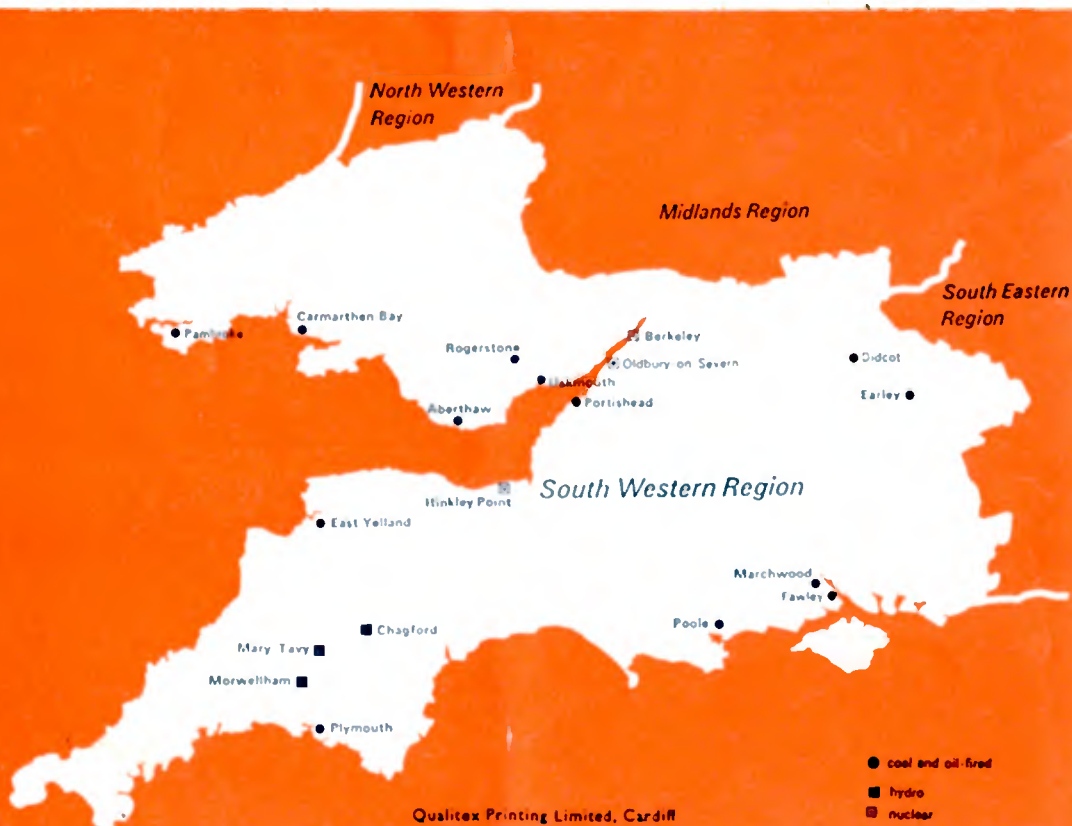 North Western
Region
Midlands Region
South Eastern
Region
Carmarthen Bay
Pembroke
Rogerstone
Berkeley
Oldbury on Severn
Didcot
Uskmouth
Earley
Portishead
Aberthaw
South Western Region
Hinkley Point
East Yelland
Marchwood
Fawley
Poole
Chagford
Mary Tavy
Morwellham
Plymouth
coal and oil-fired
hydro
nuclear
Qualitex Printing Limited, Cardiff